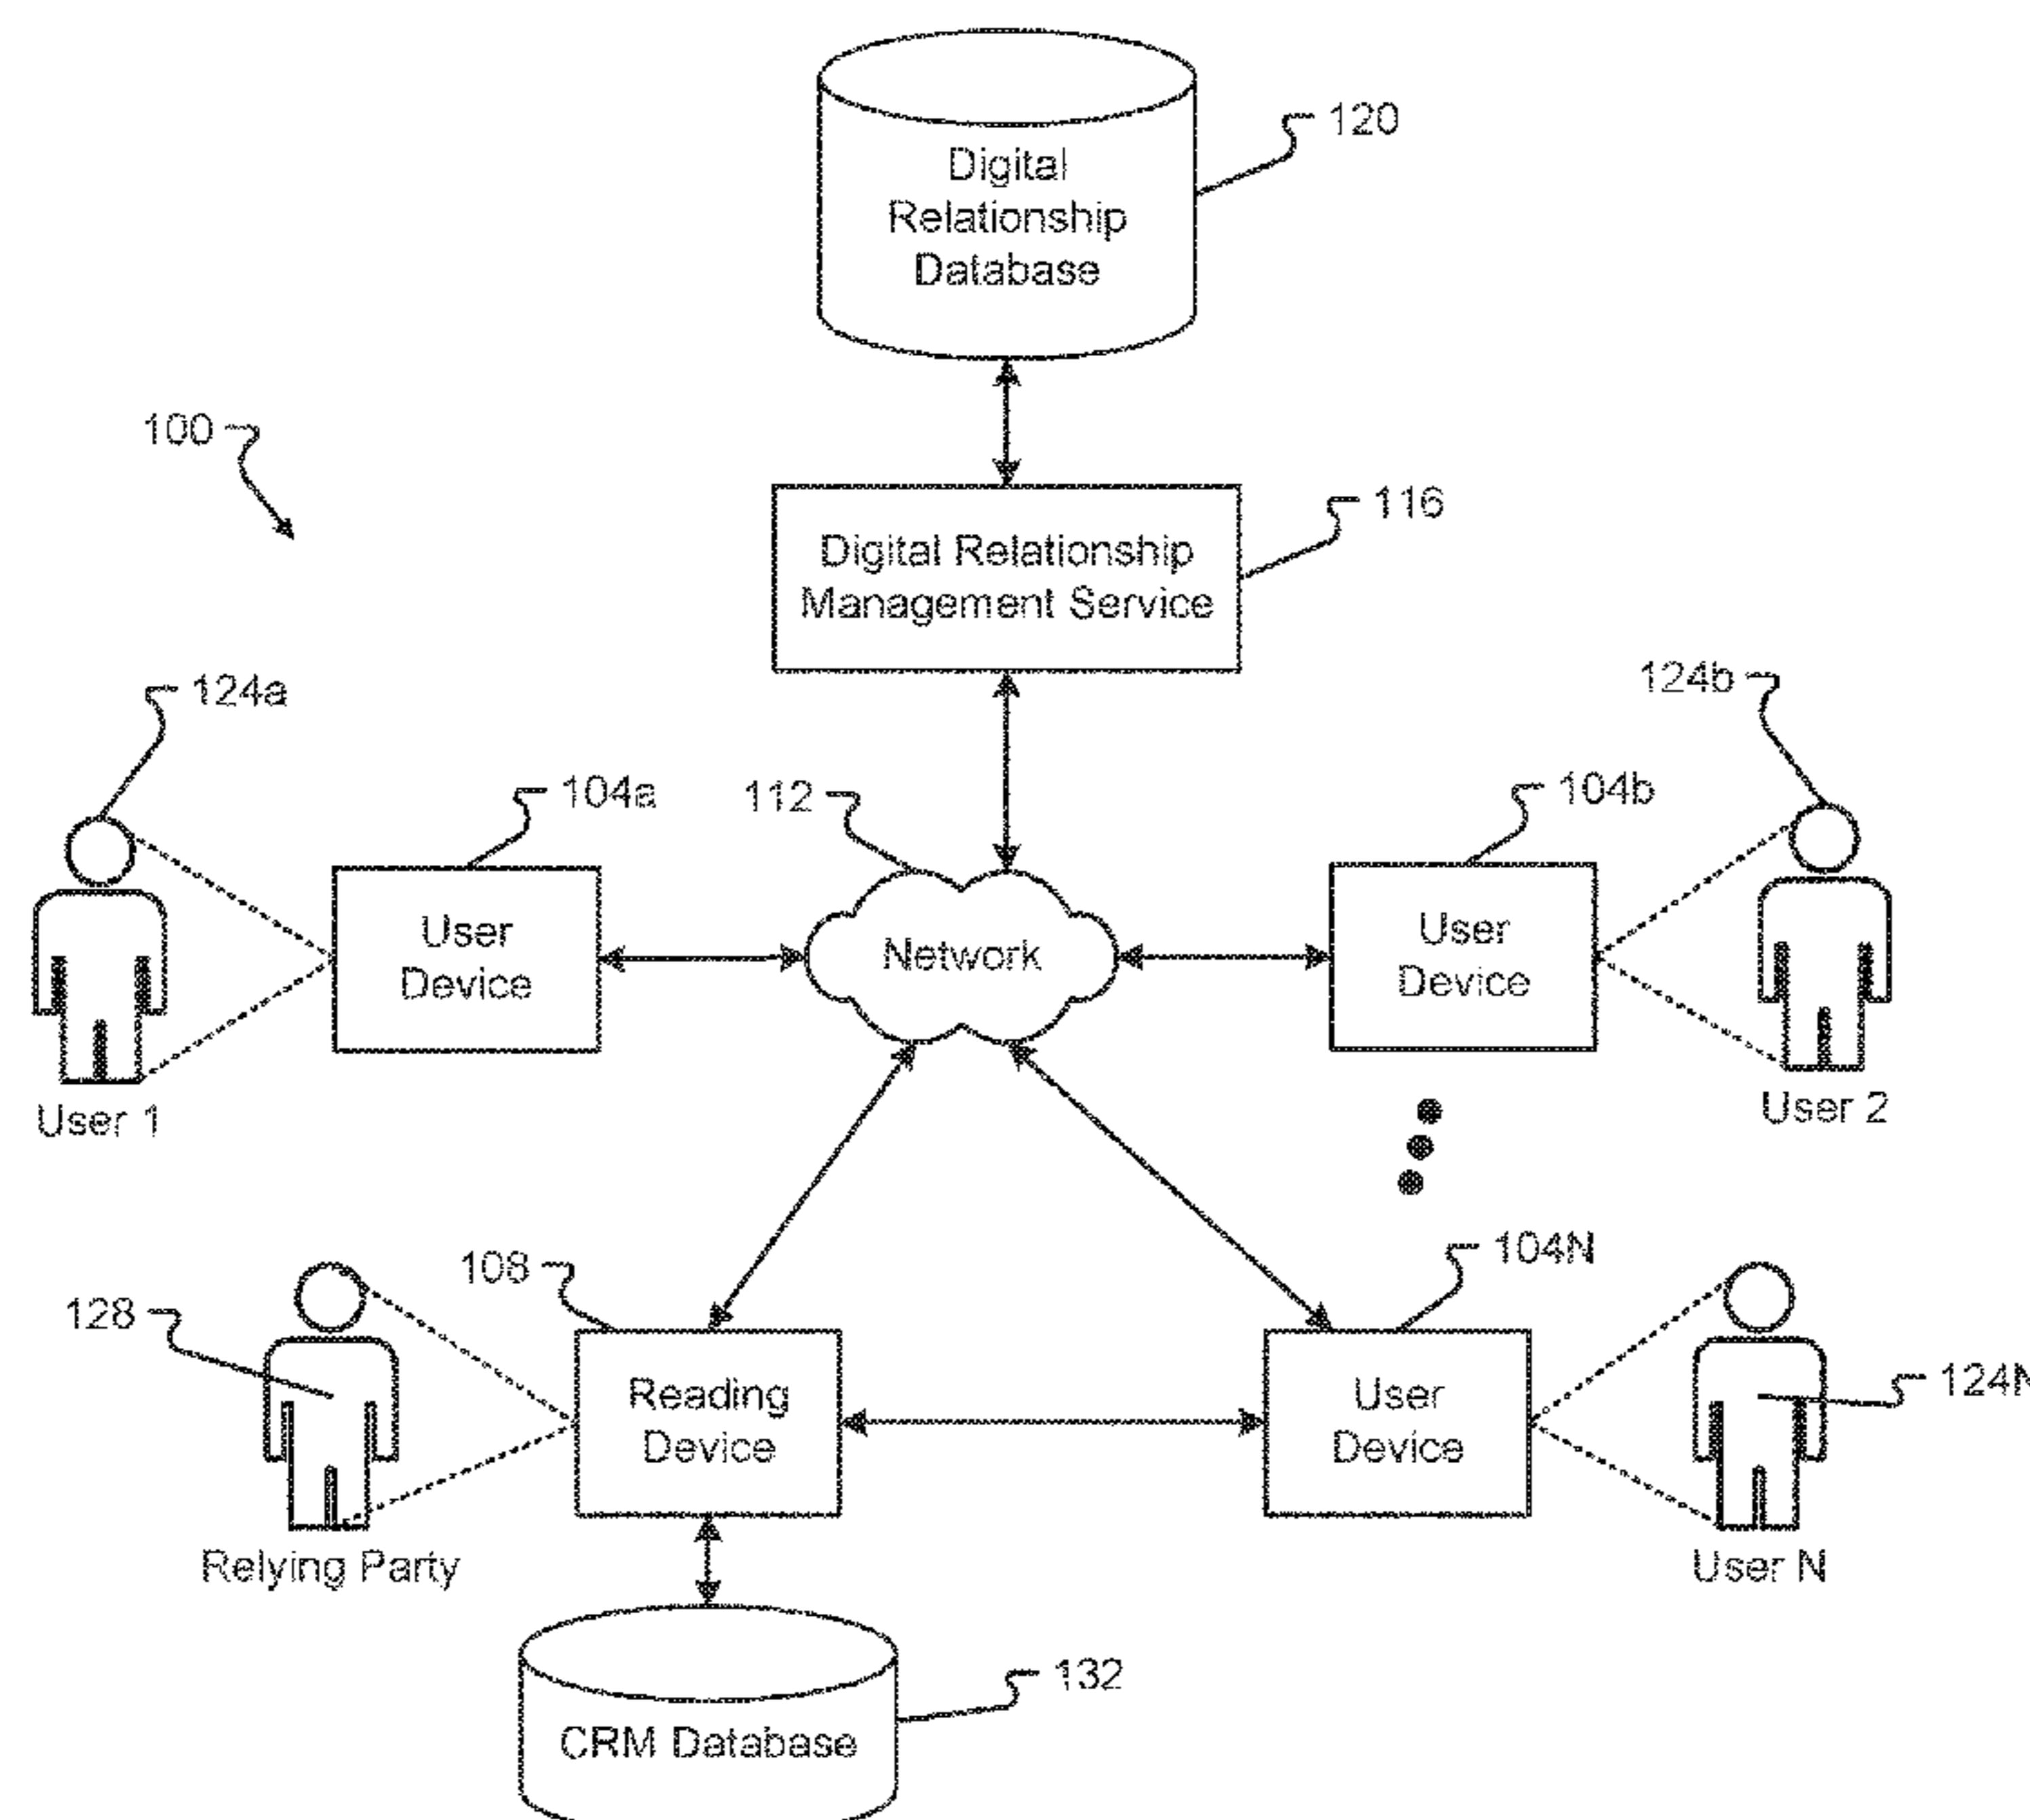 120
Digital
Relationship
Database
100
116
Digital Relationship
Management Service
124a
124b
104a
112
104b
User
Device
Network
User
Device
User 1
User 2
108
104N
128
124N
Reading
Device
User
Device
Relying Party
User N
132
CRM Database